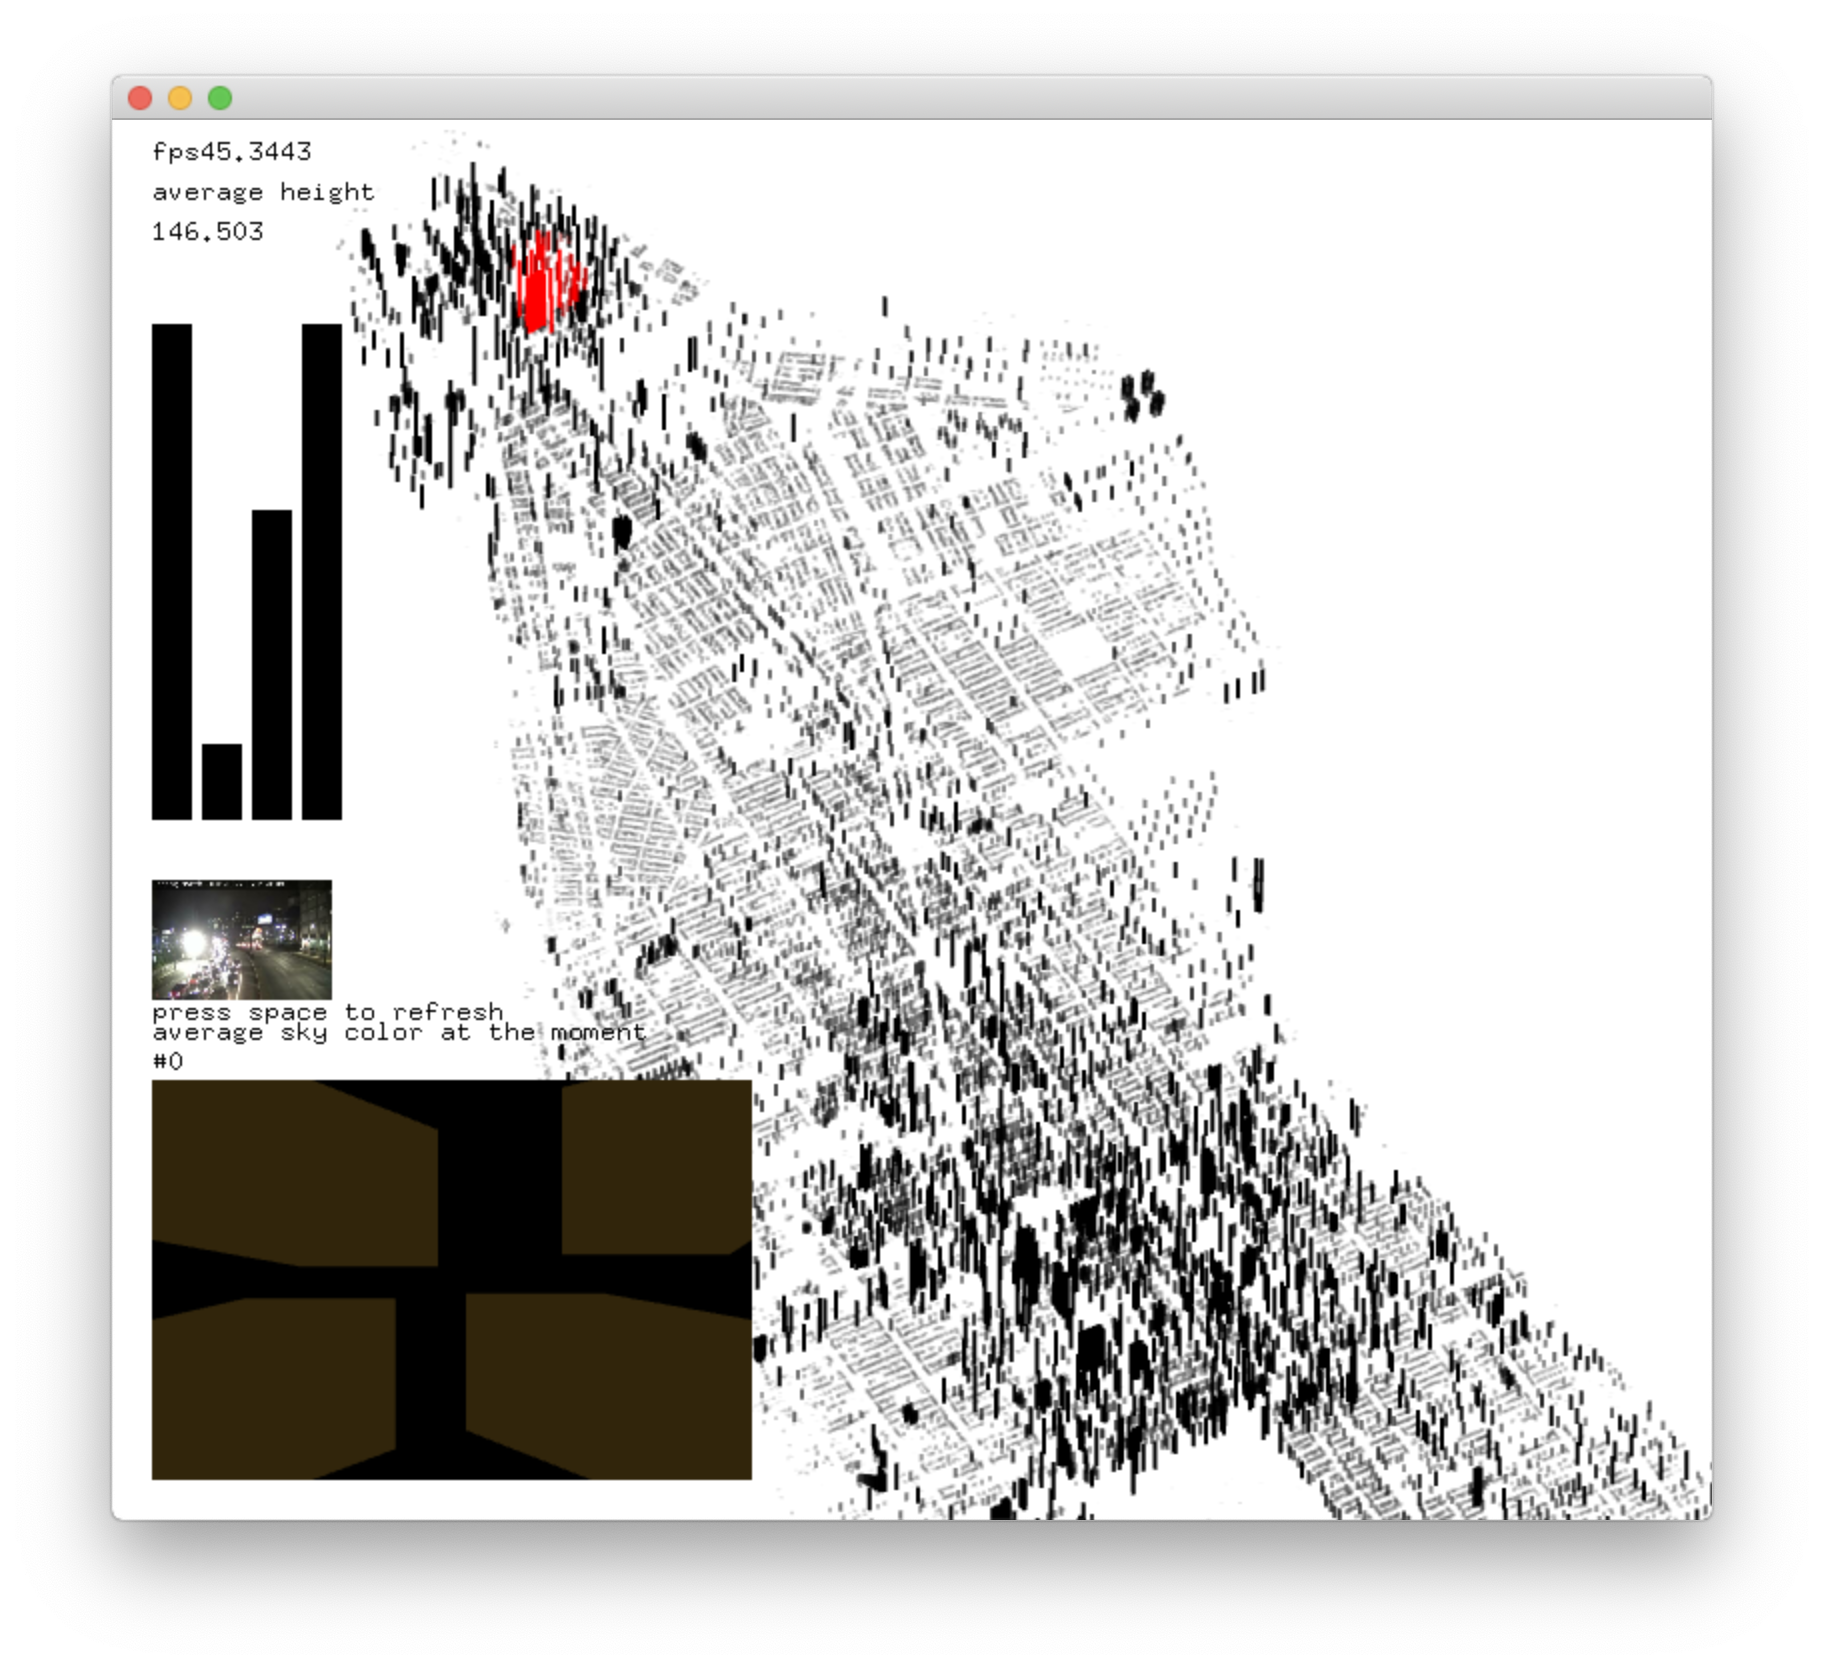 fps45.3443
average height
146.503
press space to refresh
average sky color at the moment
#0